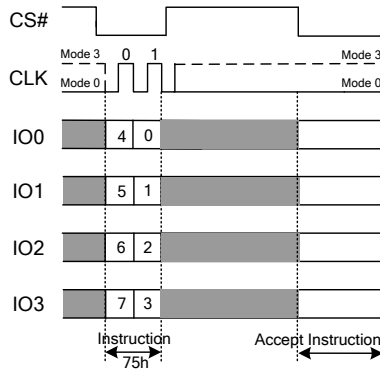 CS#
Mode 3 0 1 Mode 3
CLK Mode 0 Mode 0
IO0 4 0
IO1 5 1
IO2 6 2
IO3 7 3
Instruction Accept Instruction
75h